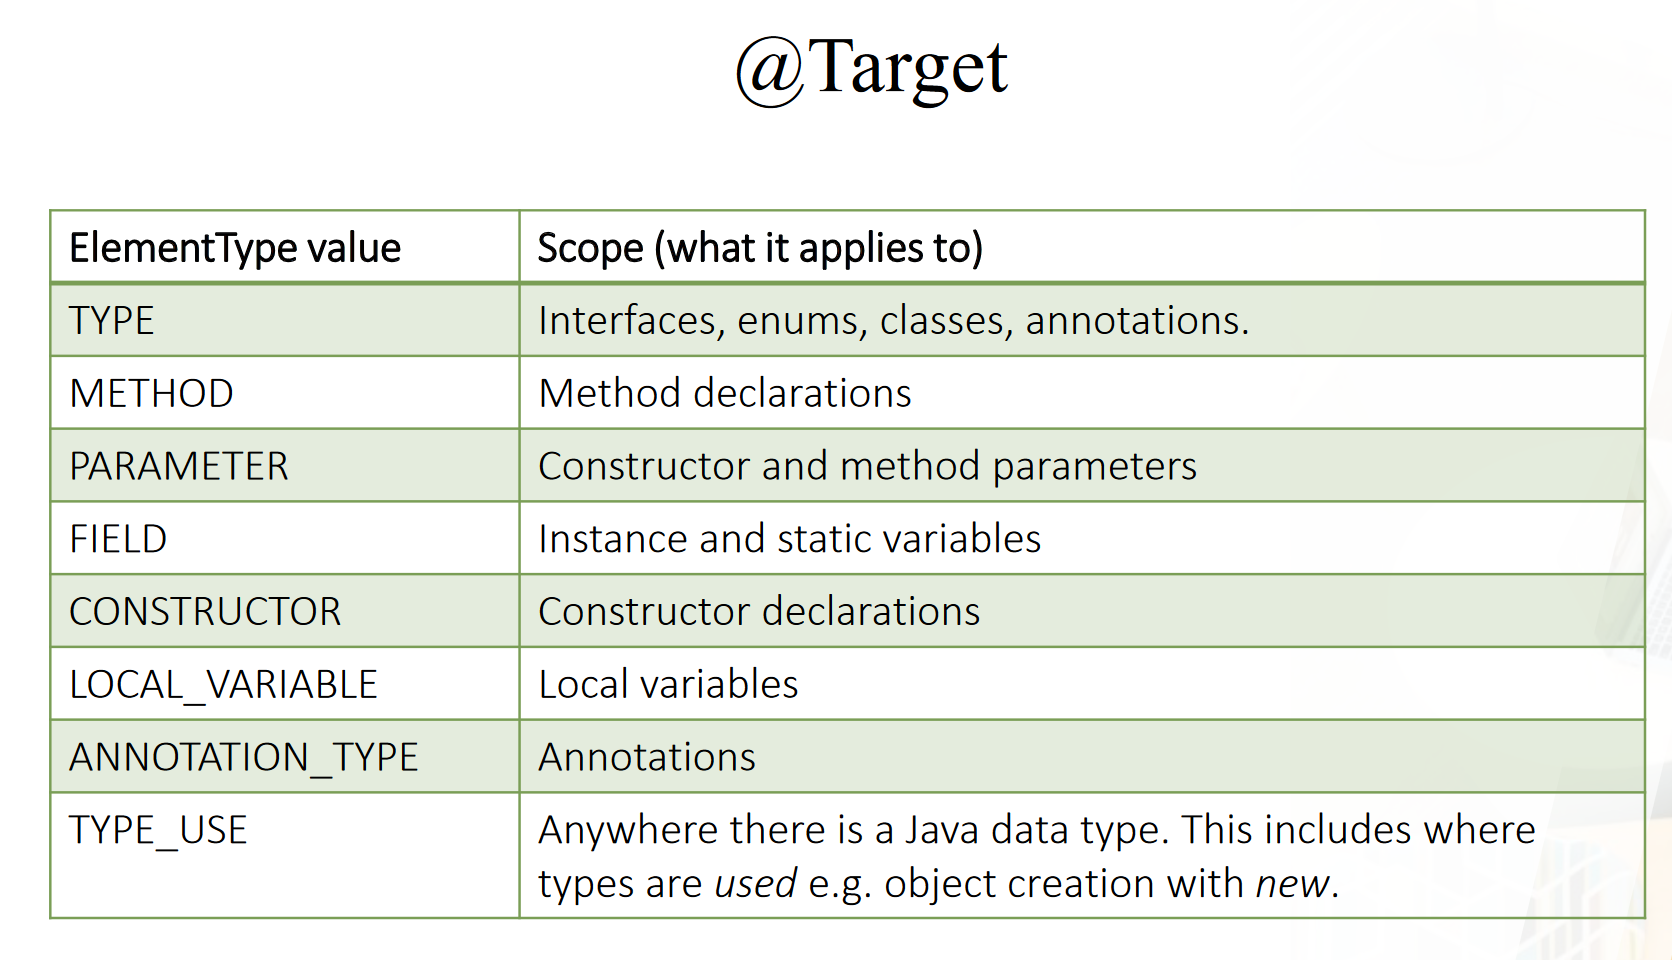 @Target
ElementType value
Scope (what it applies to)
TYPE
Interfaces, enums, classes, annotations.
METHOD
Method declarations
PARAMETER
Constructor and method parameters
FIELD
Instance and static variables
CONSTRUCTOR
Constructor declarations
LOCAL_VARIABLE
Local variables
ANNOTATION_TYPE
Annotations
TYPE_USE
Anywhere there is a Java data type. This includes where
types are used e.g. object creation with new.